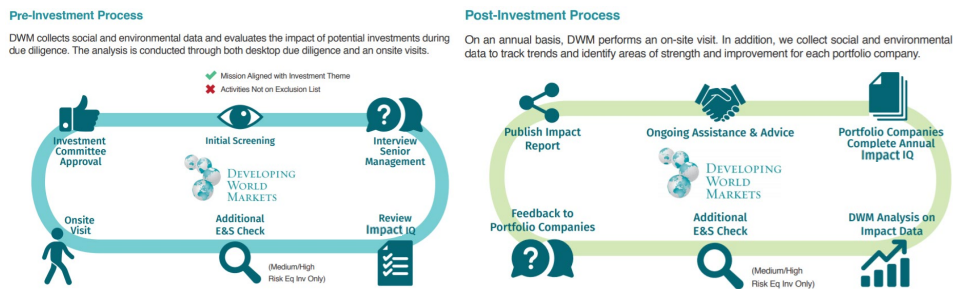 Pre-Investment Process
DWM collects social and environmental data and evaluates the impact of potential investments during
due diligence. The analysis is conducted through both desktop due diligence and an onsite visits.
Mission Aligned with Investment Theme
Activities Not on Exclusion List
Investment
Committee
Approval
Initial Screening
Interview
Senior
Management
DEVELOPING
WORLD
MARKETS
Onsite
Visit
Additional
E&S Check
Review
Impact IQ
(Medium/High
Risk Eq Inv Only)
Post-Investment Process
On an annual basis, DWM performs an on-site visit. In addition, we collect social and environmental
data to track trends and identify areas of strength and improvement for each portfolio company.
Publish Impact
Report
Ongoing Assistance & Advice
Portfolio Companies
Complete Annual
Impact IQ
DEVELOPING
WORLD
MARKETS
Feedback to
Portfolio Companies
Additional
E&S Check
DWM Analysis on
Impact Data
(Medium/High
Risk Eq Inv Only)